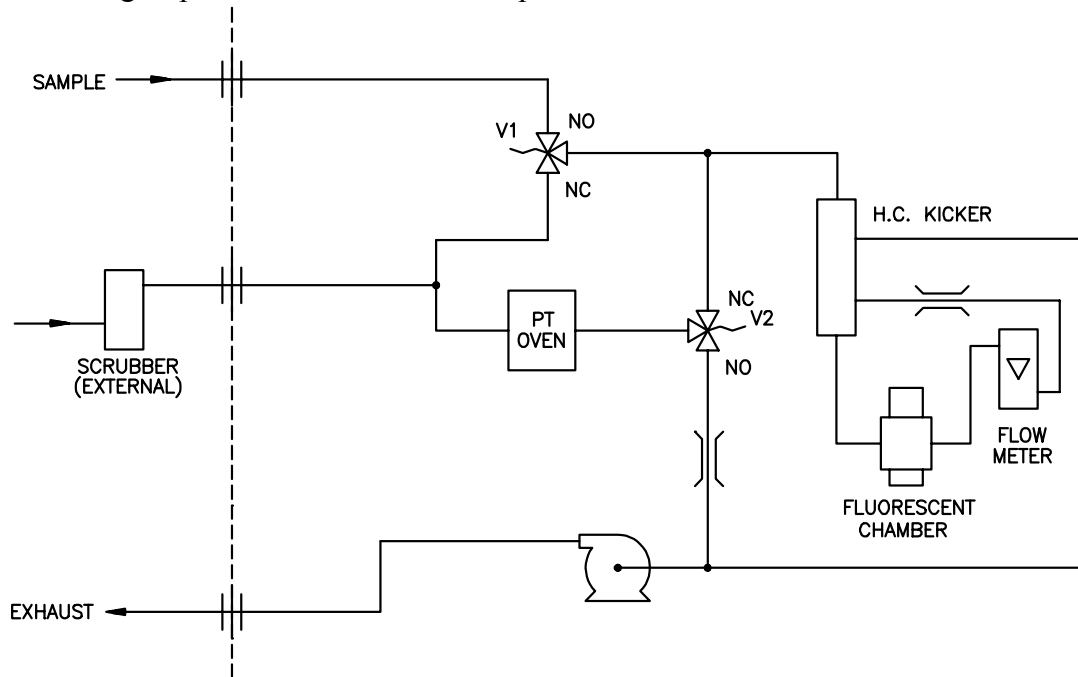 SAMPLE
V1
NO
NC
H.C. KICKER
PT
OVEN
NC
V2
NO
SCRUBBER
(EXTERNAL)
FLOW
METER
FLUORESCENT
CHAMBER
EXHAUST